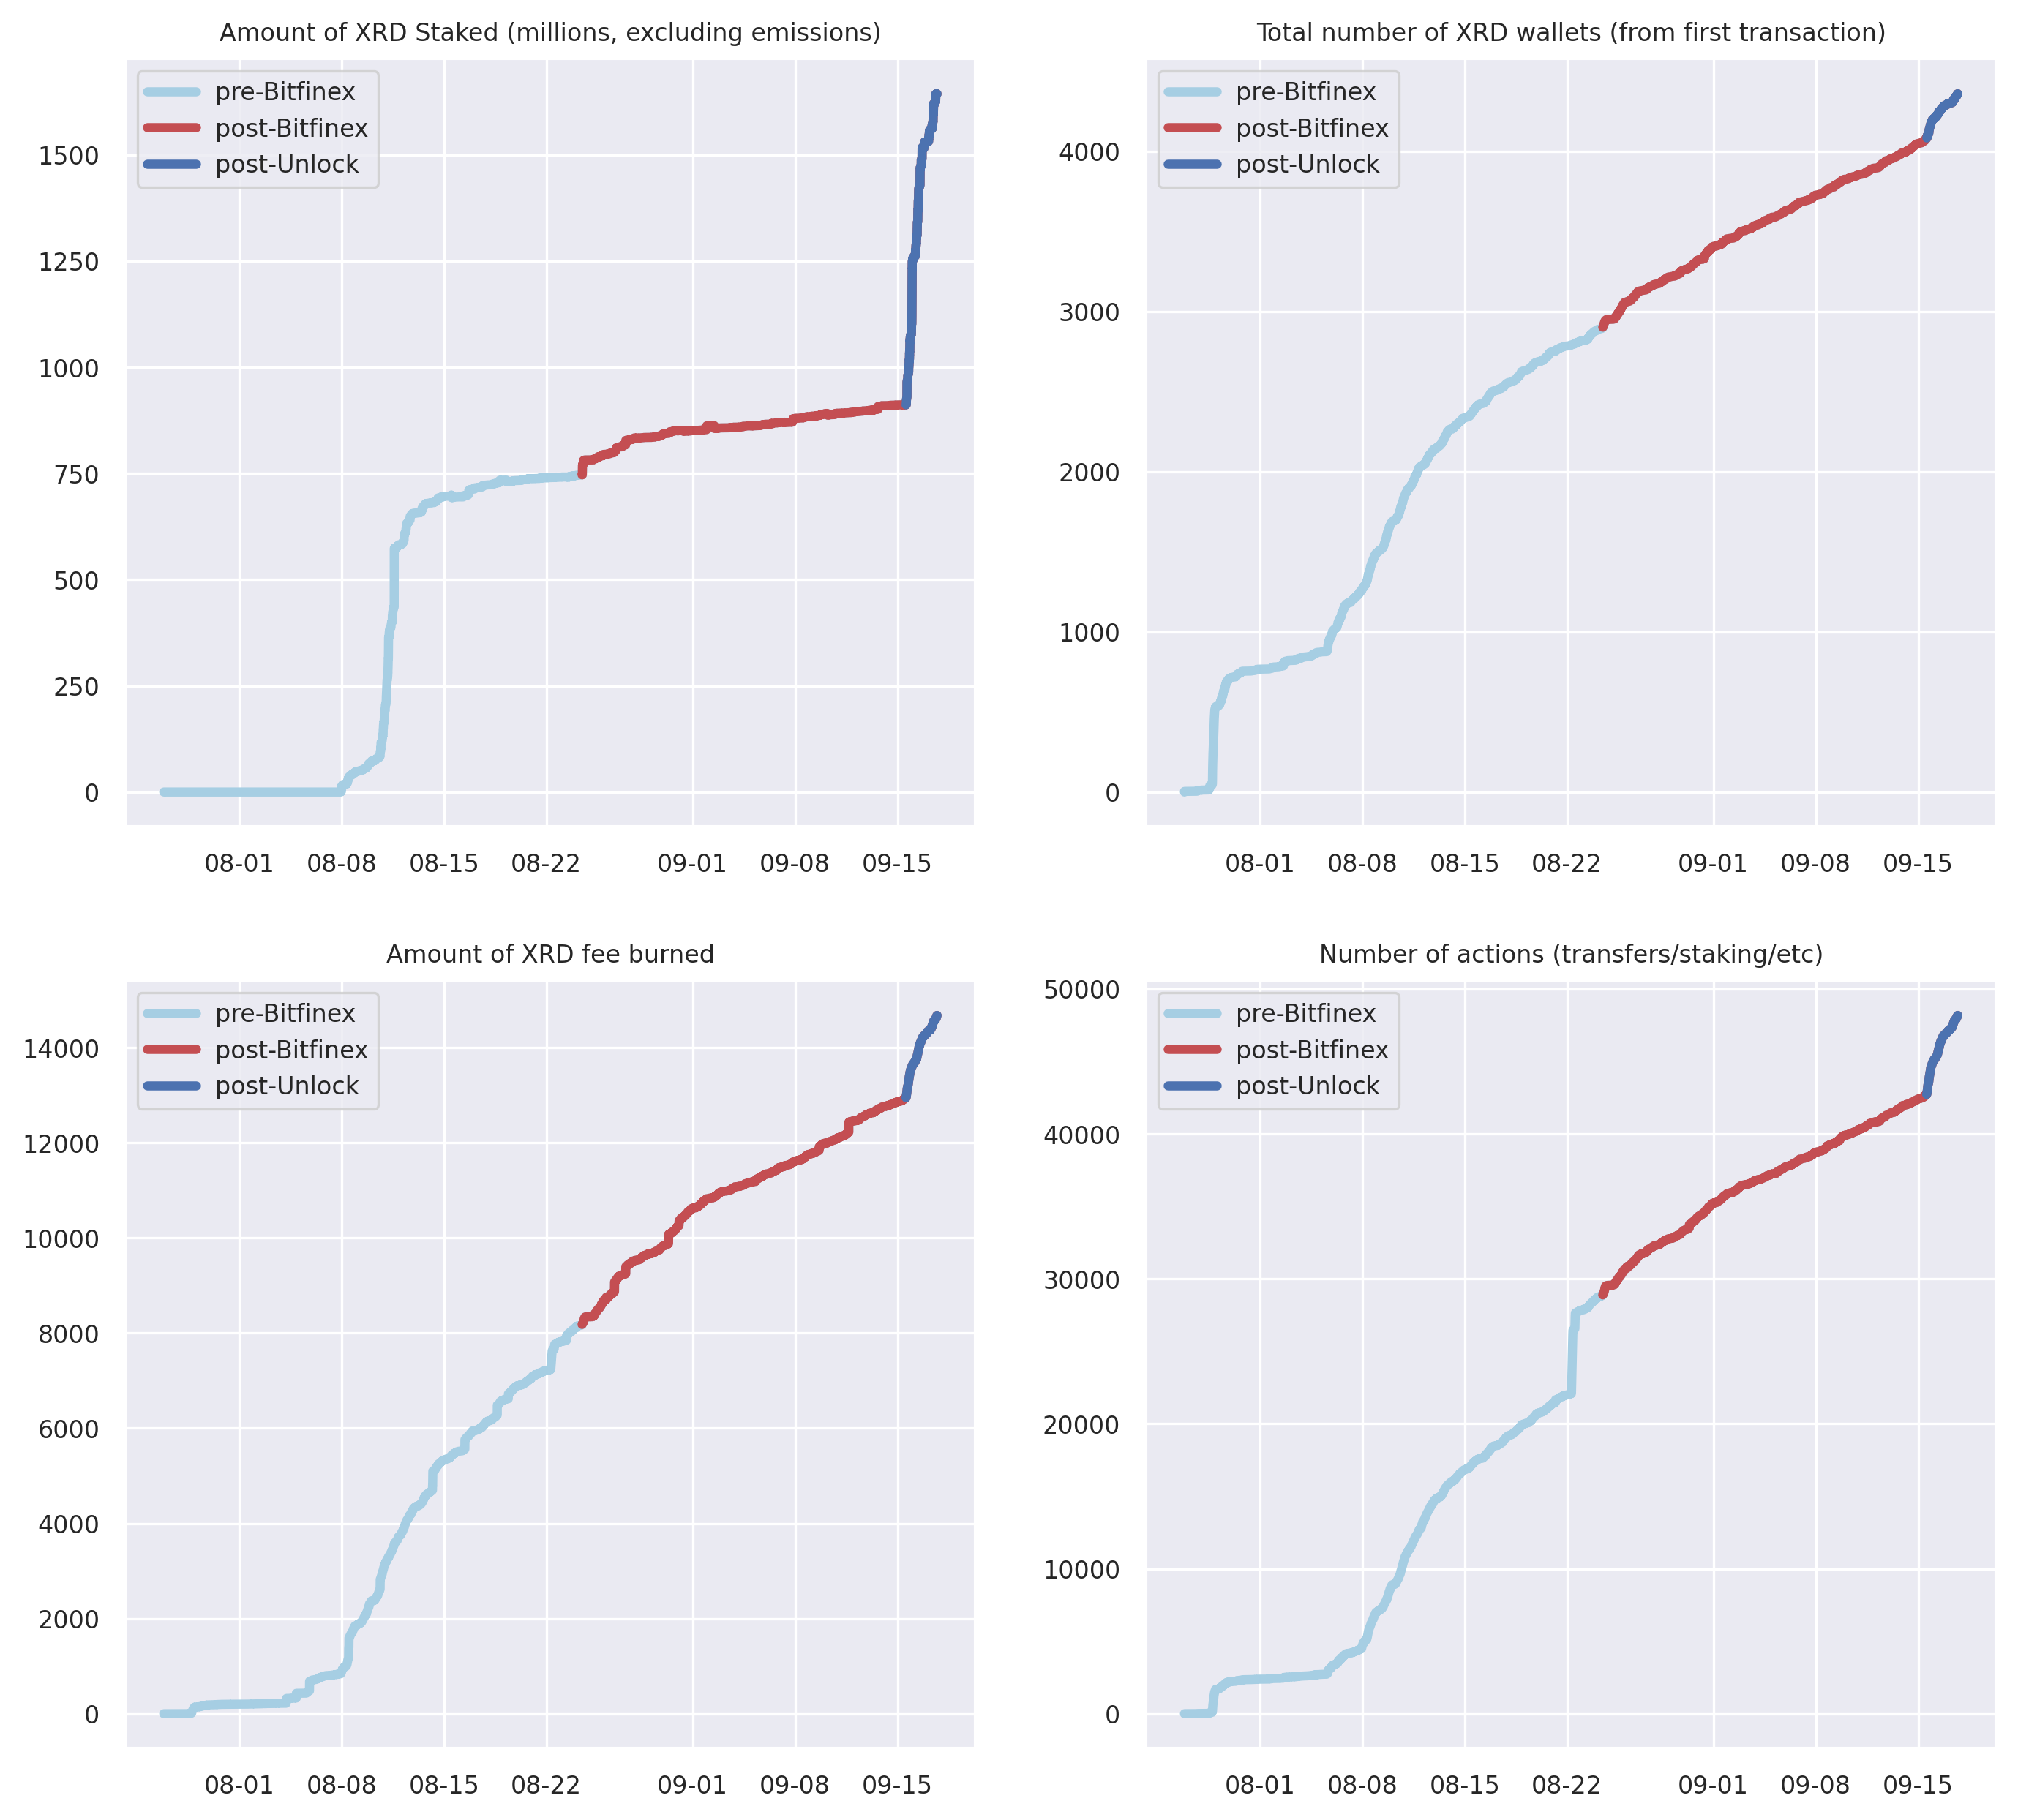 Amount of XRD Staked (millions, excluding emissions)
pre-Bitfinex
post-Bitfinex
post-Unlock
1500
1250
1000
750
500
250
0
08-01 08-08 08-15 08-22 09-01 09-08 09-15
Total number of XRD wallets (from first transaction)
pre-Bitfinex
post-Bitfinex
post-Unlock
4000
3000
2000
1000
0
08-01 08-08 08-15 08-22 09-01 09-08 09-15
Amount of XRD fee burned
pre-Bitfinex
post-Bitfinex
post-Unlock
14000
12000
10000
8000
6000
4000
2000
0
08-01 08-08 08-15 08-22 09-01 09-08 09-15
Number of actions (transfers/staking/etc)
pre-Bitfinex
post-Bitfinex
post-Unlock
50000
40000
30000
20000
10000
0
08-01 08-08 08-15 08-22 09-01 09-08 09-15